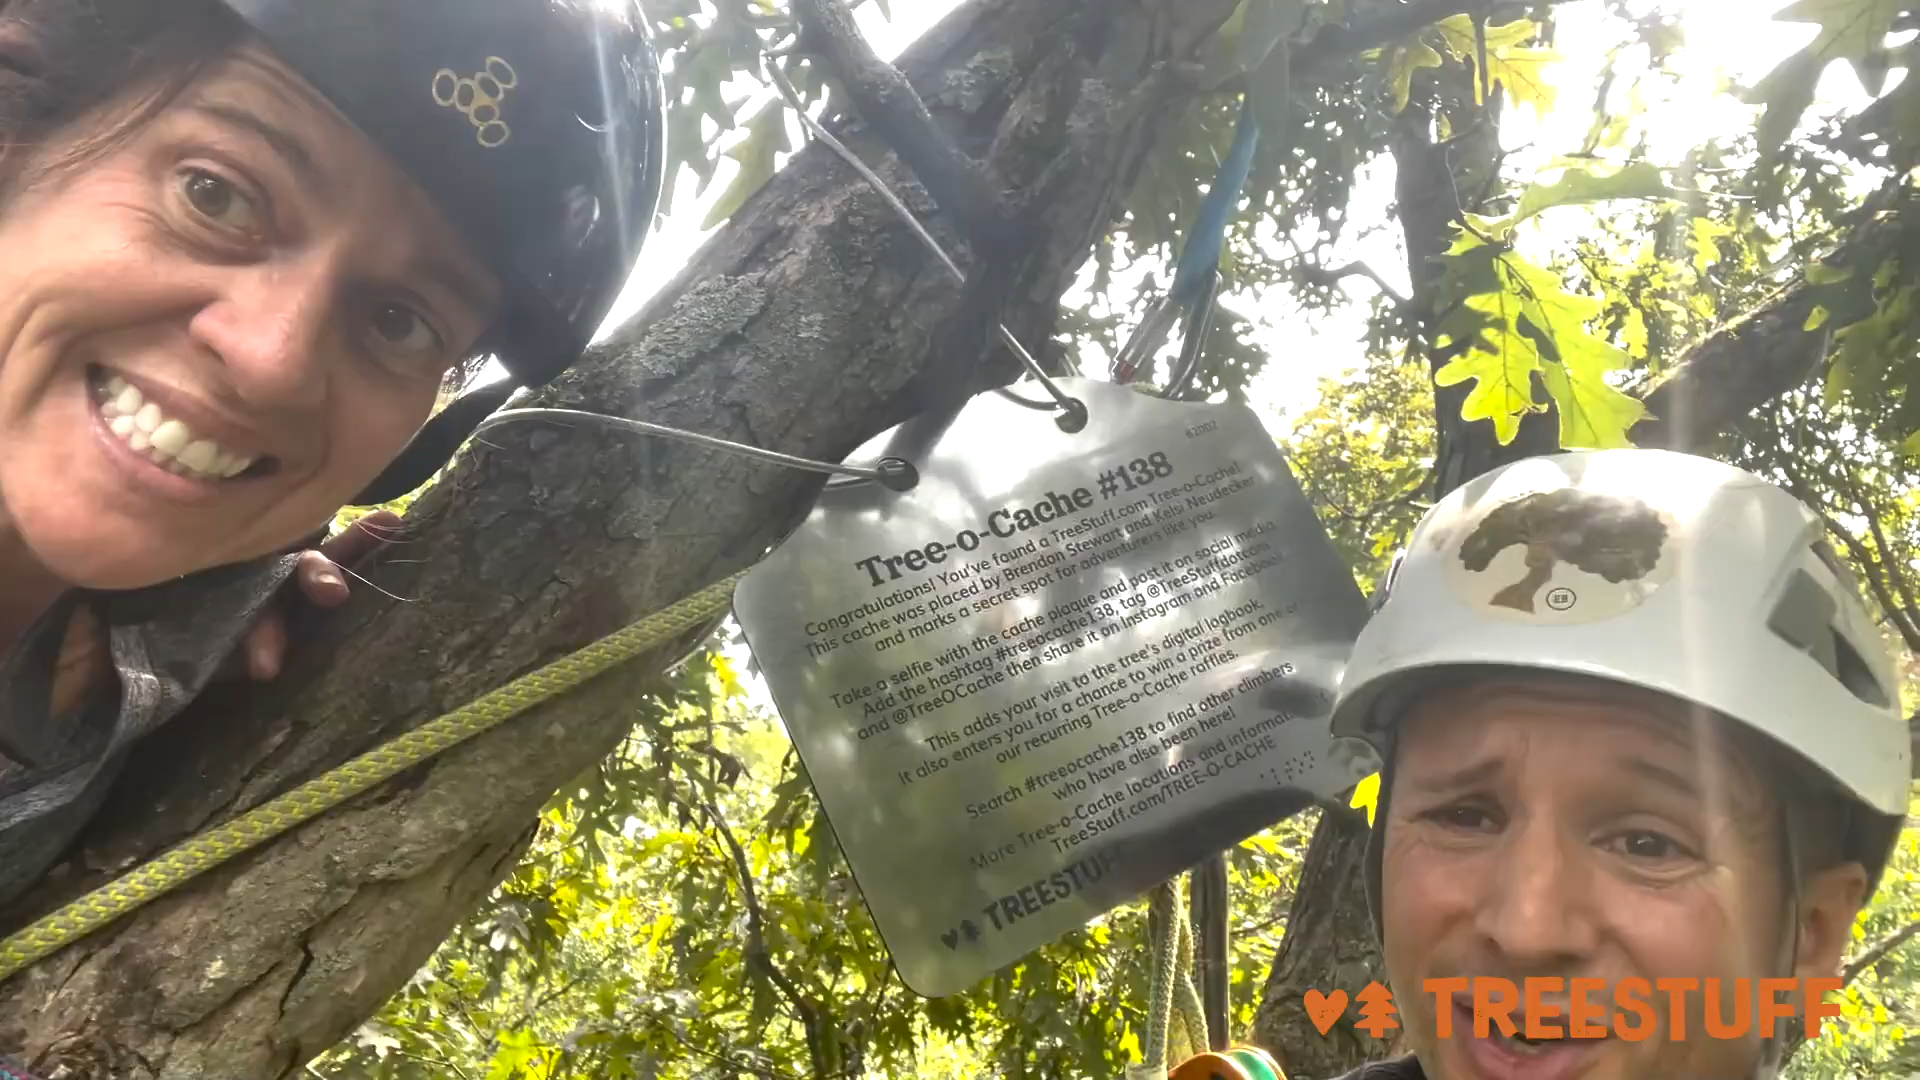 62002
Tree-o-Cache #138
Congratulations! You've found a TreeStuff.com Tree-o-Cache!
This cache was placed by Brendan Stewart and Kelsi Neudecker
and marks a secret spot for adventurers like you.
Take a selfie with the cache plaque and post it on social media.
Add the hashtag #treeocache138, tag @TreeStuffdotcom
and @TreeOCache then share it on Instagram and Facebook.
This adds your visit to the tree's digital logbook.
It also enters you for a chance to win a prize from one of
our recurring Tree-o-Cache raffles.
Search #treeocache138 to find other climbers
who have also been here!
More Tree-o-Cache locations and informati
TreeStuff.com/TREE-O-CACHE
TREESTUF
EB
TREESTUFF